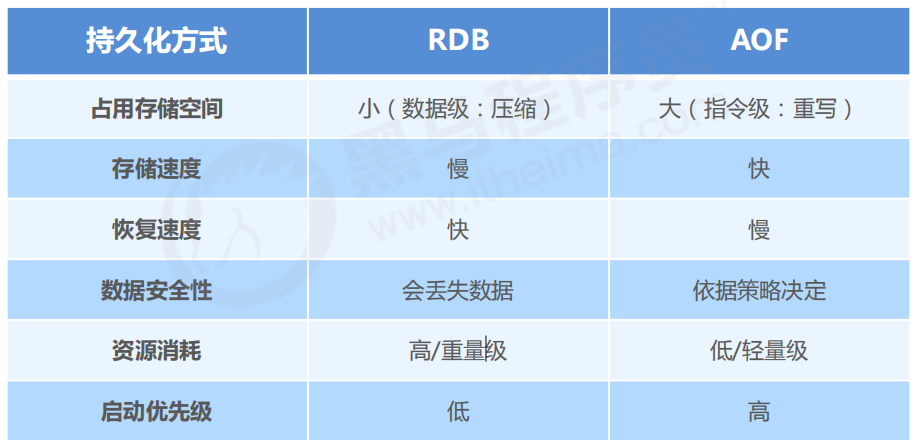 持久化方式 RDB AOF
占用存储空间 小（数据级：压缩） 大（指令级：重写）
存储速度 慢 快
恢复速度 快 慢
数据安全性 会丢失数据 依据策略决定
资源消耗 高/重量级 低/轻量级
启动优先级 低 高
黑马程序员
www.itheima.com